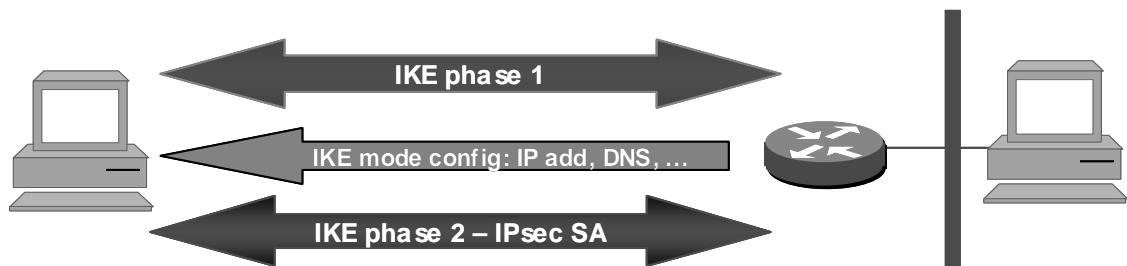 IKE phase 1
IKE mode config: IP add, DNS, …
IKE phase 2 – IPsec SA